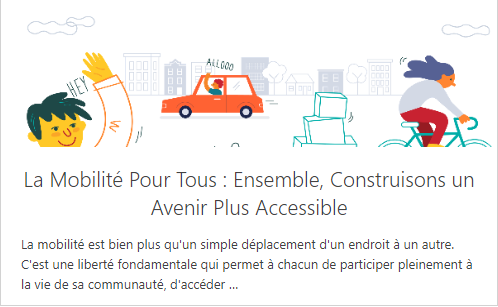 HEY
ALLOOO
La Mobilité Pour Tous : Ensemble, Construisons un
Avenir Plus Accessible
La mobilité est bien plus qu'un simple déplacement d'un endroit à un autre.
C'est une liberté fondamentale qui permet à chacun de participer pleinement à
la vie de sa communauté, d'accéder ...